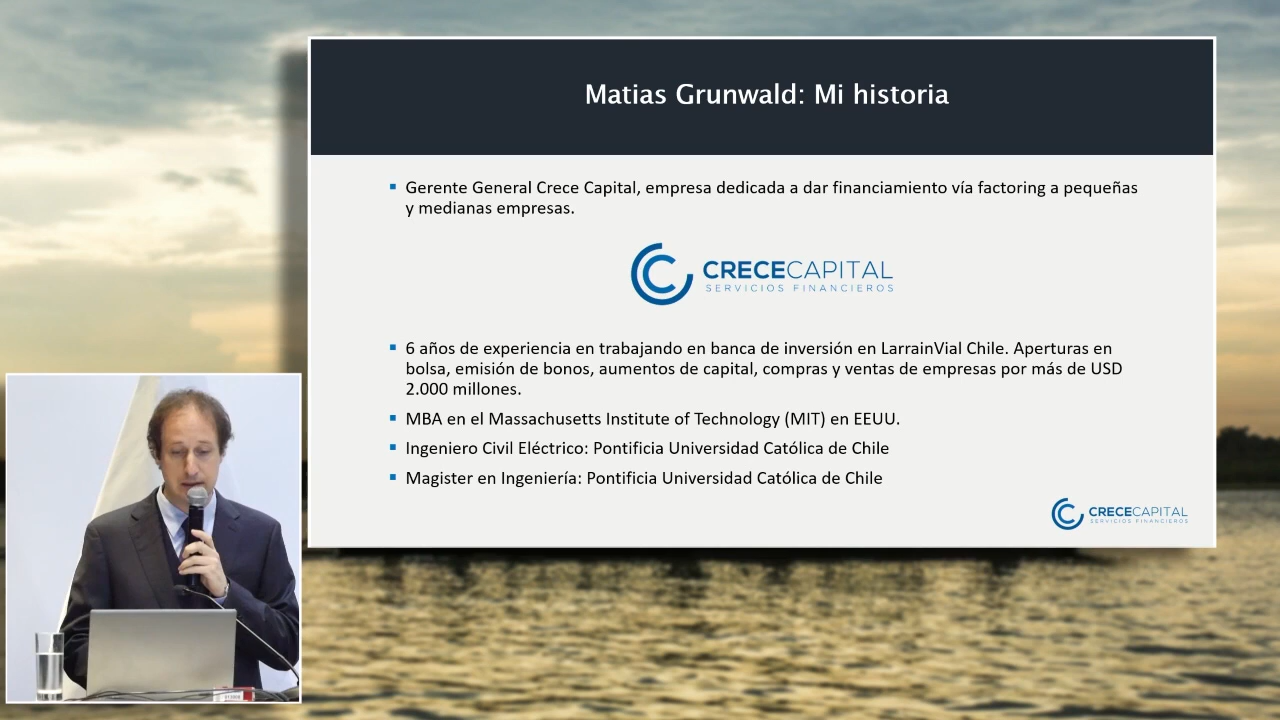 Matias Grunwald: Mi historia
Gerente General Crece Capital, empresa dedicada a dar financiamiento vía factoring a pequeñas
y medianas empresas.
CRECECAPITAL
SERVICIOS FINANCIEROS
6 años de experiencia en trabajando en banca de inversión en LarrainVial Chile. Aperturas en
bolsa, emisión de bonos, aumentos de capital, compras y ventas de empresas por más de USD
2.000 millones.
MBA en el Massachusetts Institute of Technology (MIT) en EEUU.
Ingeniero Civil Eléctrico: Pontificia Universidad Católica de Chile
Magister en Ingeniería: Pontificia Universidad Católica de Chile
CRECECAPITAL
SERVICIOS FINANCIEROS